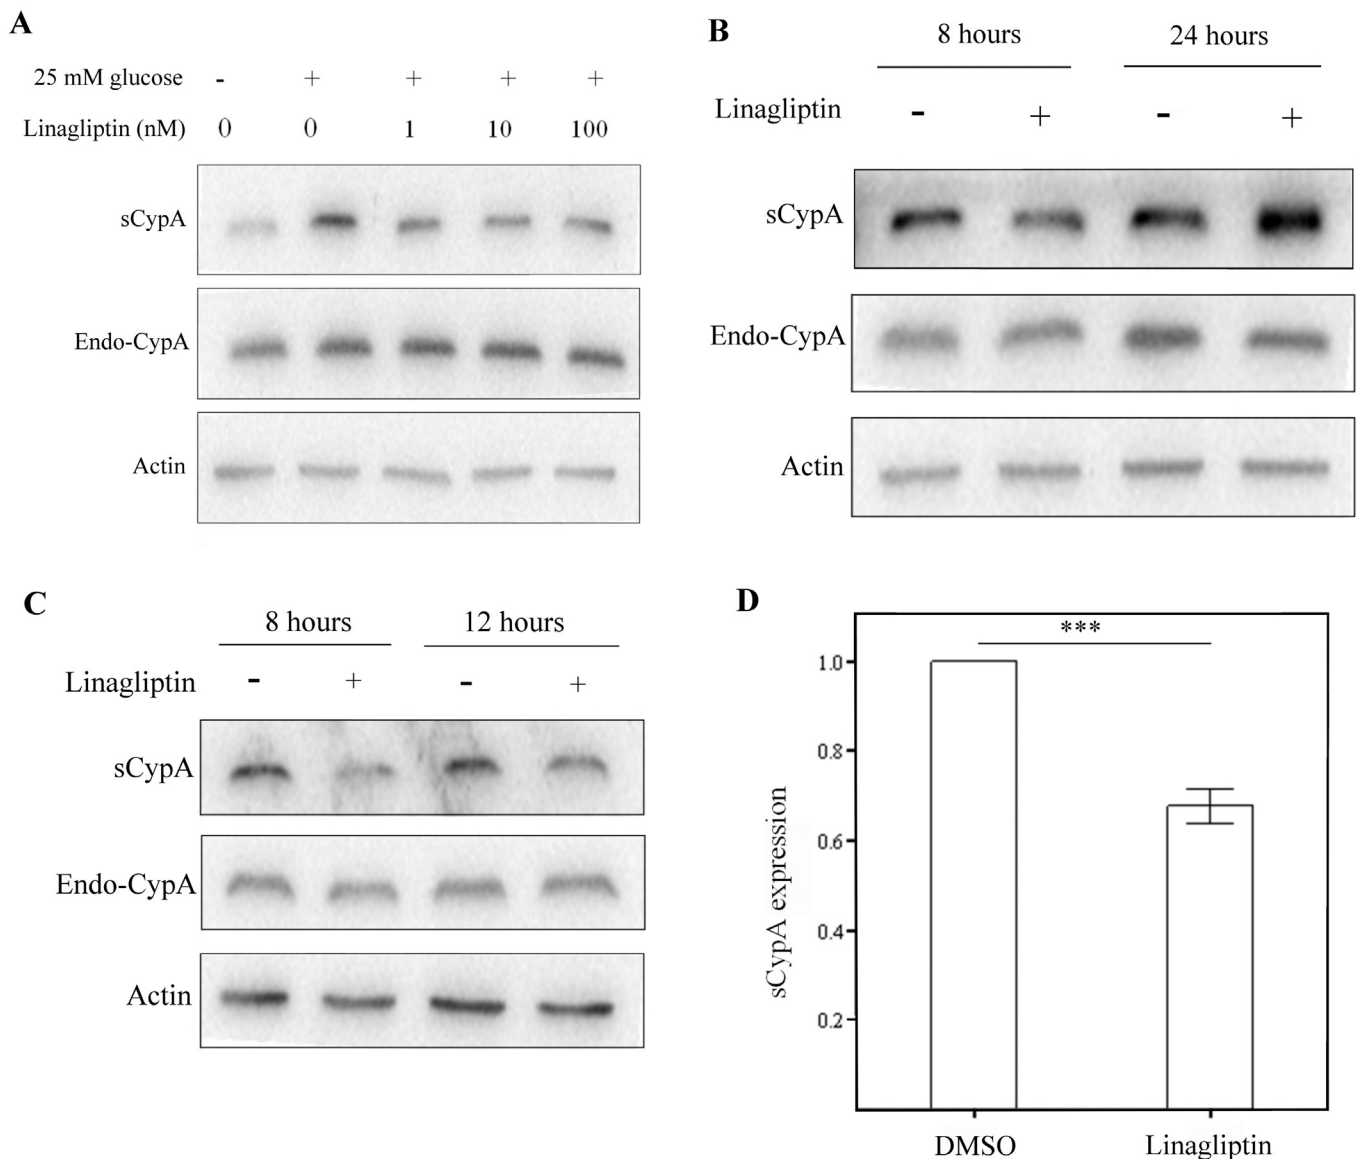 A
25 mM glucose - + + + +
Linagliptin (nM) 0 0 1 10 100
sCypA
Endo-CypA
Actin
B
8 hours 24 hours
Linagliptin - + - +
sCypA
Endo-CypA
Actin
C
8 hours 12 hours
Linagliptin - + - +
sCypA
Endo-CypA
Actin
D
***
1.0
0.8
0.6
0.4
0.2
sCypA expression
DMSO Linagliptin